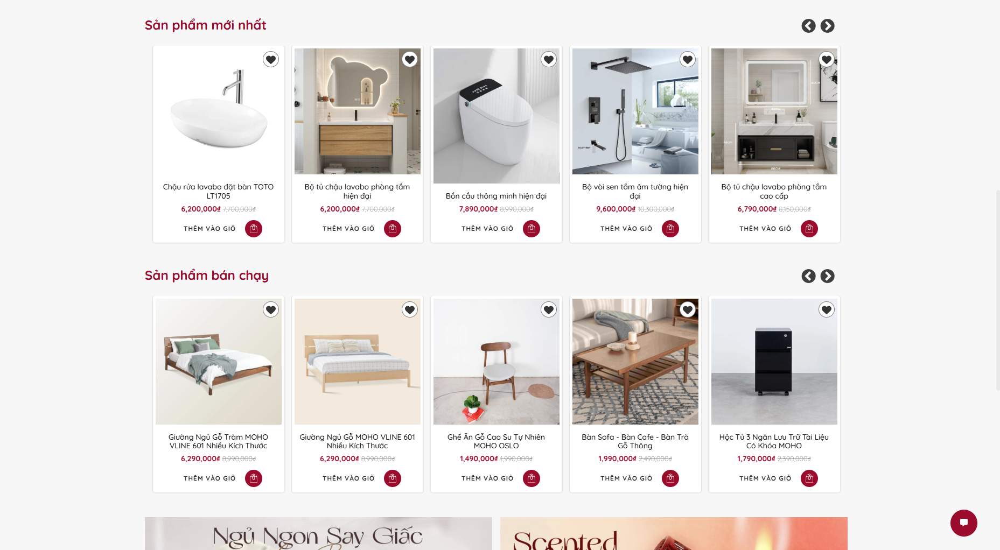 Sản phẩm mới nhất
80CM
60CM
45cm
80CM
XOAY 180°
Chậu rửa lavabo đặt bàn TOTO
LT1705
6,200,000₫ 7,700,000₫
THÊM VÀO GIỎ
Bộ tủ chậu lavabo phòng tắm
hiện đại
6,200,000₫ 7,700,000₫
THÊM VÀO GIỎ
Bồn cầu thông minh hiện đại
7,890,000₫ 8,990,000₫
THÊM VÀO GIỎ
Bộ vòi sen tắm âm tường hiện
đại
9,600,000₫ 10,300,000₫
THÊM VÀO GIỎ
Bộ tủ chậu lavabo phòng tắm
cao cấp
6,790,000₫ 8,150,000₫
THÊM VÀO GIỎ
Sản phẩm bán chạy
Giường Ngủ Gỗ Tràm MOHO
VLINE 601 Nhiều Kích Thước
6,290,000₫ 8,990,000₫
THÊM VÀO GIỎ
Giường Ngủ Gỗ MOHO VLINE 601
Nhiều Kích Thước
6,290,000₫ 8,990,000₫
THÊM VÀO GIỎ
Ghế Ăn Gỗ Cao Su Tự Nhiên
MOHO OSLO
1,490,000₫ 1,990,000₫
THÊM VÀO GIỎ
Bàn Sofa - Bàn Cafe - Bàn Trà
Gỗ Thông
1,990,000₫ 2,490,000₫
THÊM VÀO GIỎ
Hộc Tủ 3 Ngăn Lưu Trữ Tài Liệu
Có Khóa MOHO
1,790,000₫ 2,390,000₫
THÊM VÀO GIỎ
Ngủ Ngon Say Giấc
Scented